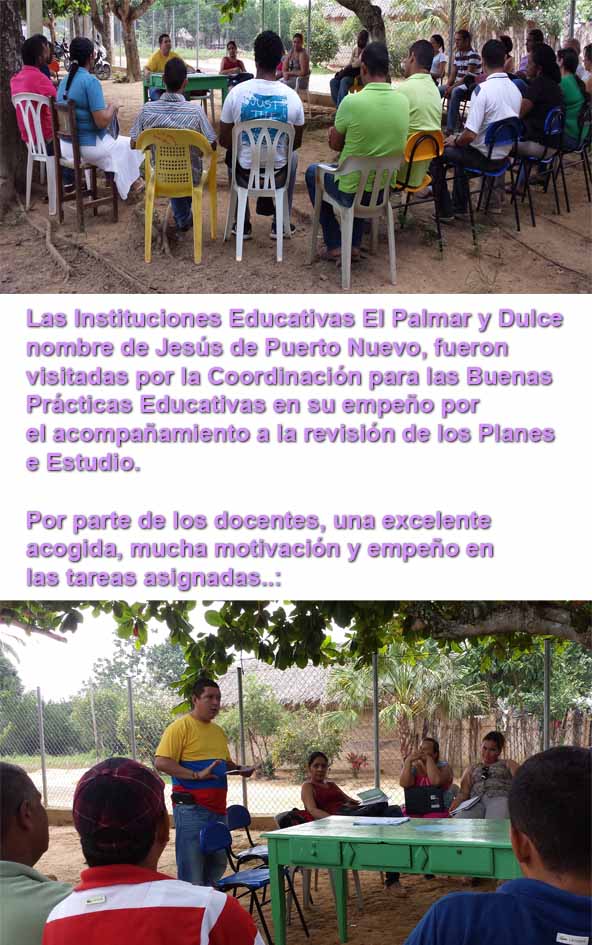 JUST
Las Instituciones Educativas El Palmar y Dulce
nombre de Jesús de Puerto Nuevo, fueron
visitadas por la Coordinación para las Buenas
Prácticas Educativas en su empeño por
el acompañamiento a la revisión de los Planes
e Estudio.
Por parte de los docentes, una excelente
acogida, mucha motivación y empeño en
las tareas asignadas..: